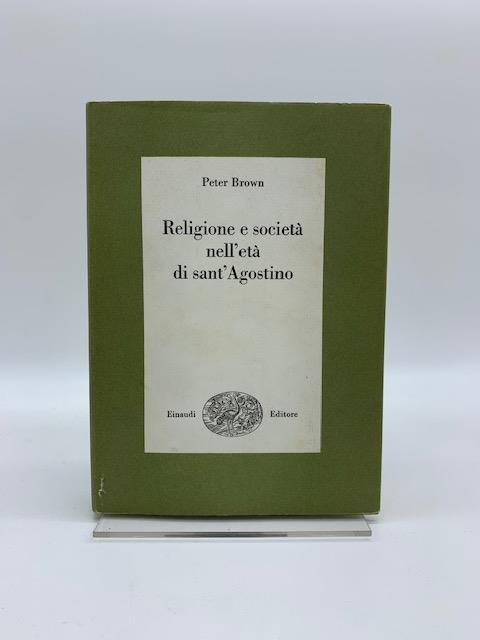 Peter Brown
Religione e società
nell'età
di sant'Agostino
Einaudi Editore